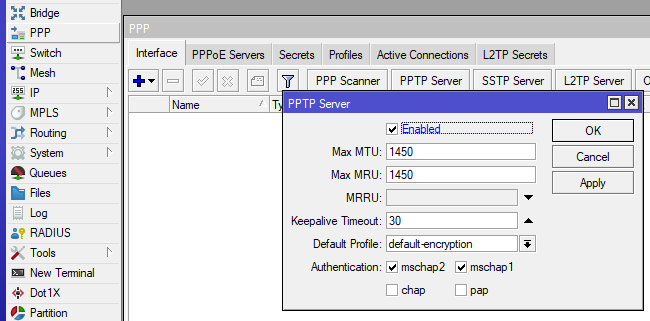 Bridge
PPP
Switch
Mesh
IP
MPLS
Routing
System
Queues
Files
Log
RADIUS
Tools
New Terminal
Dot1X
Partition
PPP
Interface PPPoE Servers Secrets Profiles Active Connections L2TP Secrets
PPP Scanner PPTP Server SSTP Server L2TP Server
Name
PPTP Server
Enabled
OK
Max MTU: 1450
Cancel
Max MRU: 1450
Apply
MRRU:
Keepalive Timeout: 30
Default Profile: default-encryption
Authentication: mschap2 mschap1
chap pap